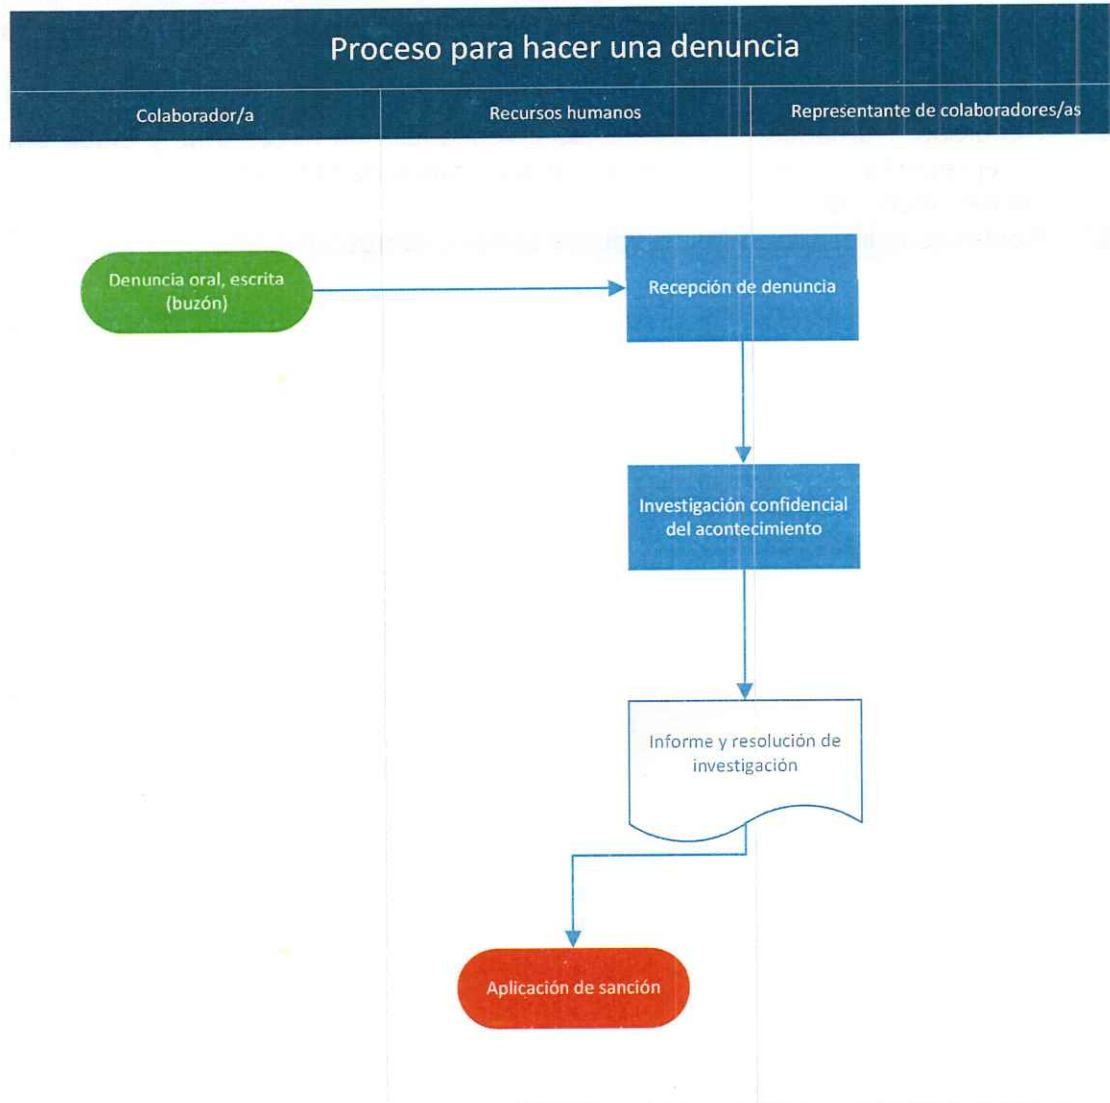 Proceso para hacer una denuncia
Colaborador/a
Recursos humanos
Representante de colaboradores/as
Denuncia oral, escrita
(buzón)
Recepción de denuncia
Investigación confidencial
del acontecimiento
Informe y resolución de
investigación
Aplicación de sanción